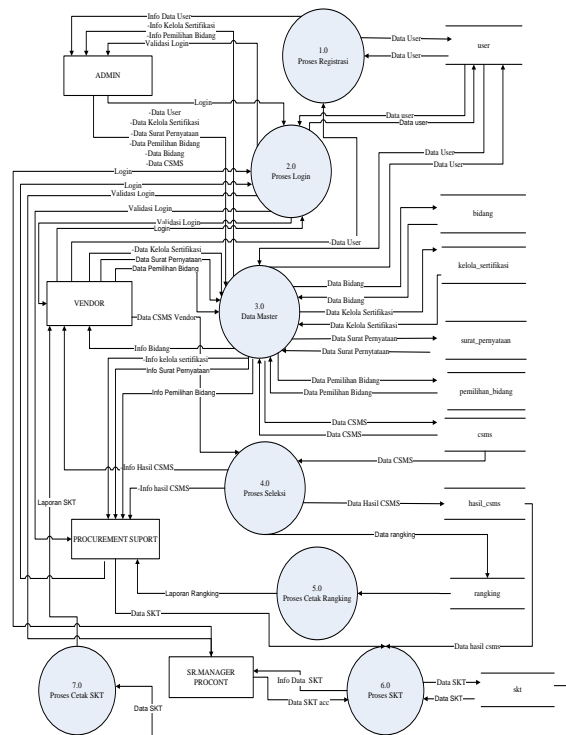 Info Data User
-Info Kelola Sertifikasi
-Info Pemilihan Bidang
Validasi Login
ADMIN
1.0
Proses Registrasi
Data User
Data User
user
Login
-Data User
-Data Kelola Sertifikasi
-Data Surat Pernyataan
-Data Pemilihan Bidang
-Data Bidang
-Data CSMS
Data user
Data user
2.0
Proses Login
Data User
Data User
Login
Login
Validasi Login
Validasi Login
Validasi Login
Login
-Data User
bidang
-Data Kelola Sertifikasi
Data Surat Pernyataan
Data Pemilihan Bidang
VENDOR
3.0
Data Master
Data Bidang
Data Bidang
kelola_sertifikasi
Data Kelola Sertifikasi
Data Kelola Sertifikasi
Data CSMS Vendor
Data Surat Pernyataan
Data Surat Pernytataan
surat_pernyataan
Info Bidang
-Info kelola sertifikasi
Info Surat Pernyataan
Info Pemilihan Bidang
Data Pemilihan Bidang
Data Pemilihan Bidang
pemilihan_bidang
Data CSMS
Data CSMS
csms
Data CSMS
-Info Hasil CSMS
-Info hasil CSMS
4.0
Proses Seleksi
Data Hasil CSMS
hasil_csms
Laporan SKT
PROCUREMENT SUPORT
Data rangking
Laporan Rangking
5.0
Proses Cetak Rangking
rangking
Data SKT
Data hasil csms
7.0
Proses Cetak SKT
Data SKT
SR.MANAGER
PROCONT
Info Data SKT
Data SKT acc
6.0
Proses SKT
Data SKT
Data SKT
skt